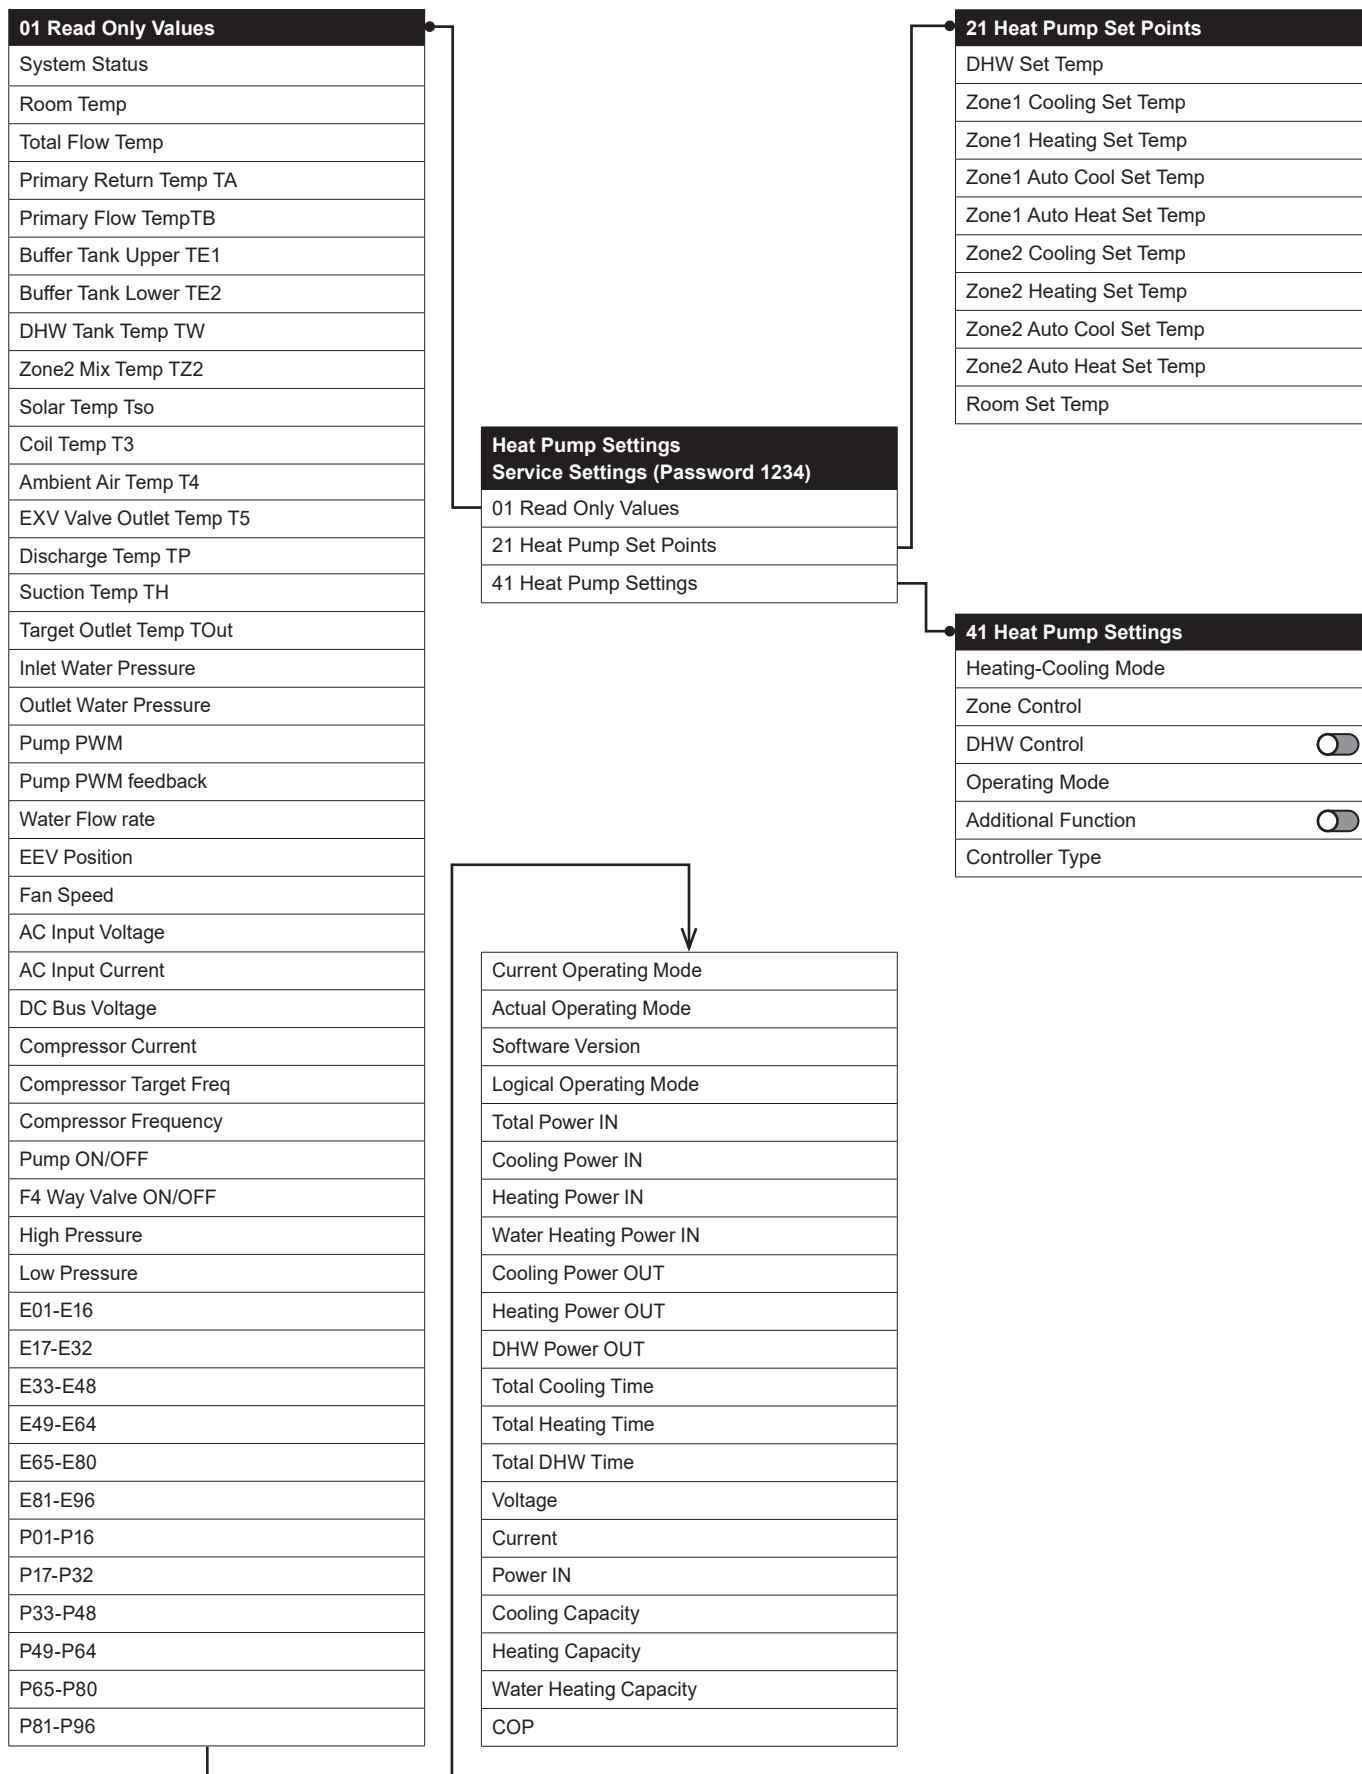 01 Read Only Values
System Status
Room Temp
Total Flow Temp
Primary Return Temp TA
Primary Flow TempTB
Buffer Tank Upper TE1
Buffer Tank Lower TE2
DHW Tank Temp TW
Zone2 Mix Temp TZ2
Solar Temp Tso
Coil Temp T3
Ambient Air Temp T4
EXV Valve Outlet Temp T5
Discharge Temp TP
Suction Temp TH
Target Outlet Temp TOut
Inlet Water Pressure
Outlet Water Pressure
Pump PWM
Pump PWM feedback
Water Flow rate
EEV Position
Fan Speed
AC Input Voltage
AC Input Current
DC Bus Voltage
Compressor Current
Compressor Target Freq
Compressor Frequency
Pump ON/OFF
F4 Way Valve ON/OFF
High Pressure
Low Pressure
E01-E16
E17-E32
E33-E48
E49-E64
E65-E80
E81-E96
P01-P16
P17-P32
P33-P48
P49-P64
P65-P80
P81-P96
Heat Pump Settings
Service Settings (Password 1234)
01 Read Only Values
21 Heat Pump Set Points
41 Heat Pump Settings
Current Operating Mode
Actual Operating Mode
Software Version
Logical Operating Mode
Total Power IN
Cooling Power IN
Heating Power IN
Water Heating Power IN
Cooling Power OUT
Heating Power OUT
DHW Power OUT
Total Cooling Time
Total Heating Time
Total DHW Time
Voltage
Current
Power IN
Cooling Capacity
Heating Capacity
Water Heating Capacity
COP
21 Heat Pump Set Points
DHW Set Temp
Zone1 Cooling Set Temp
Zone1 Heating Set Temp
Zone1 Auto Cool Set Temp
Zone1 Auto Heat Set Temp
Zone2 Cooling Set Temp
Zone2 Heating Set Temp
Zone2 Auto Cool Set Temp
Zone2 Auto Heat Set Temp
Room Set Temp
41 Heat Pump Settings
Heating-Cooling Mode
Zone Control
DHW Control
Operating Mode
Additional Function
Controller Type